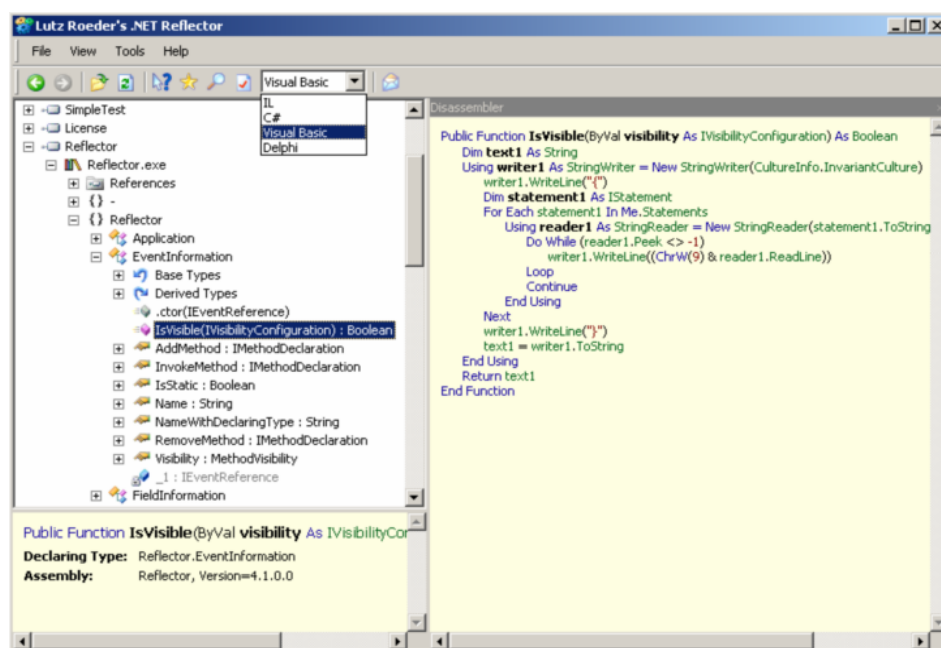 Lutz Roeder's .NET Reflector
File View Tools Help
Visual Basic
IL
C#
Visual Basic
Delphi
SimpleTest
License
Reflector
Reflector.exe
References
{} -
{} Reflector
Application
EventInformation
Base Types
Derived Types
.ctor(IEventReference)
IsVisible(IVisibilityConfiguration) : Boolean
AddMethod : IMethodDeclaration
InvokeMethod : IMethodDeclaration
IsStatic : Boolean
Name : String
NameWithDeclaringType : String
RemoveMethod : IMethodDeclaration
Visibility : MethodVisibility
_1 : IEventReference
FieldInformation
Public Function IsVisible(ByVal visibility As IVisibilityCor
Declaring Type: Reflector.EventInformation
Assembly: Reflector, Version=4.1.0.0
Disassembler
Public Function IsVisible(ByVal visibility As IVisibilityConfiguration) As Boolean
Dim text1 As String
Using writer1 As StringWriter = New StringWriter(CultureInfo.InvariantCulture)
writer1.WriteLine("{")
Dim statement1 As IStatement
For Each statement1 In Me.Statements
Using reader1 As StringReader = New StringReader(statement1.ToString
Do While (reader1.Peek <> -1)
writer1.WriteLine((ChrW(9) & reader1.ReadLine))
Loop
Continue
End Using
Next
writer1.WriteLine("}")
text1 = writer1.ToString
End Using
Return text1
End Function